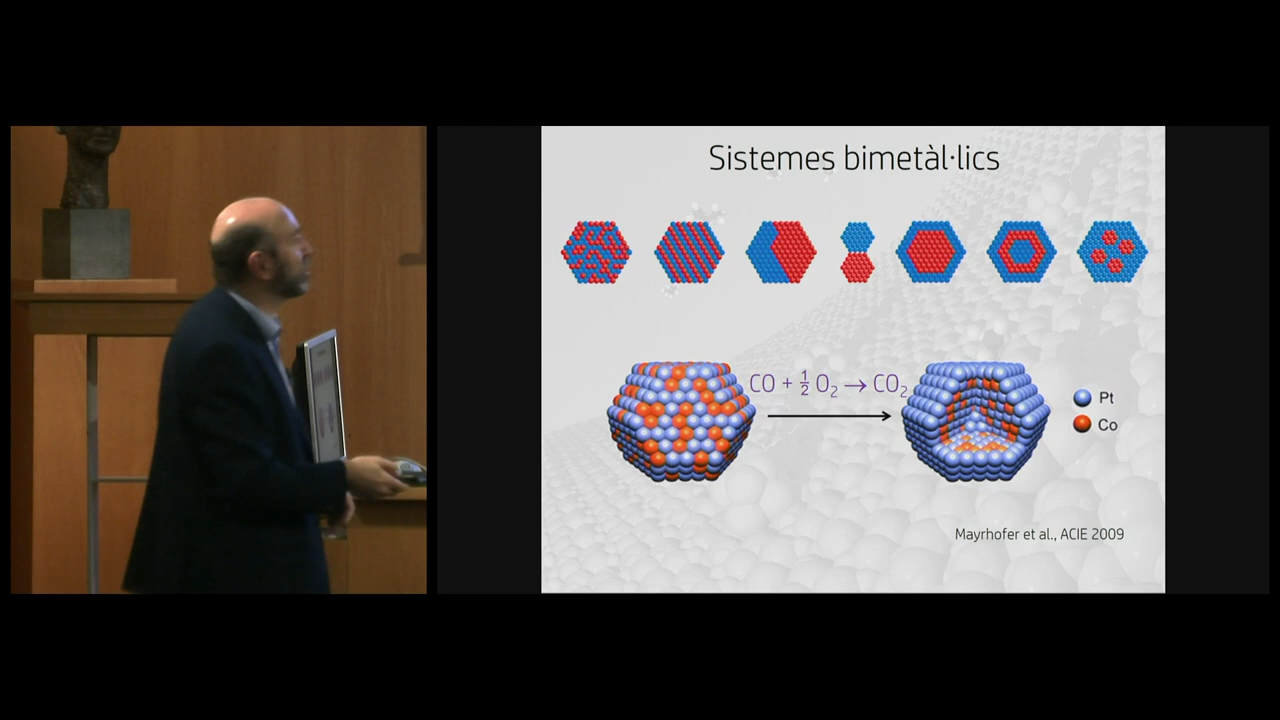 Sistemes bimetàl·lics
CO + ½ O₂ → CO₂
Pt
Co
Mayrhofer et al., ACIE 2009